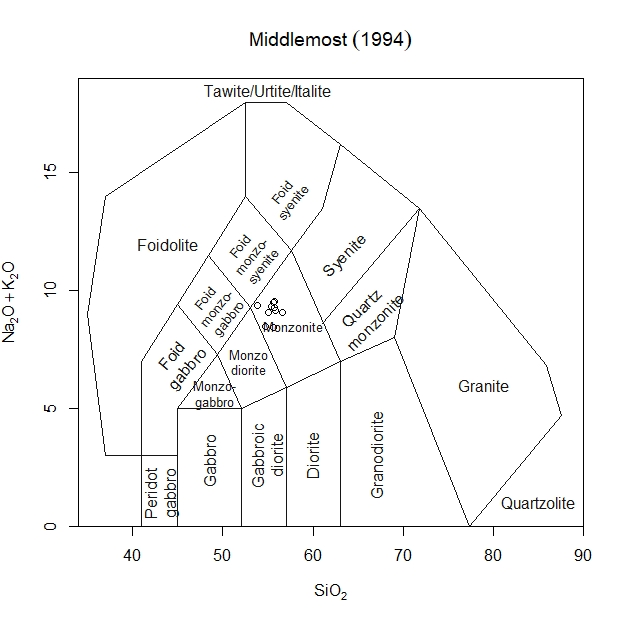 Middlemost (1994)
Tawite/Urtite/Italite
Foid
syenite
Foidolite
Foid
monzo-
syenite
Syenite
Foid
monzo-
gabbro
Quartz
monzonite
Monzonite
Foid
gabbro
Monzo
diorite
Monzo-
gabbro
Granite
Peridot
gabbro
Gabbro
Gabbroic
diorite
Diorite
Granodiorite
Quartzolite
Na₂O + K₂O
15
10
5
0
40 50 60 70 80 90
SiO₂